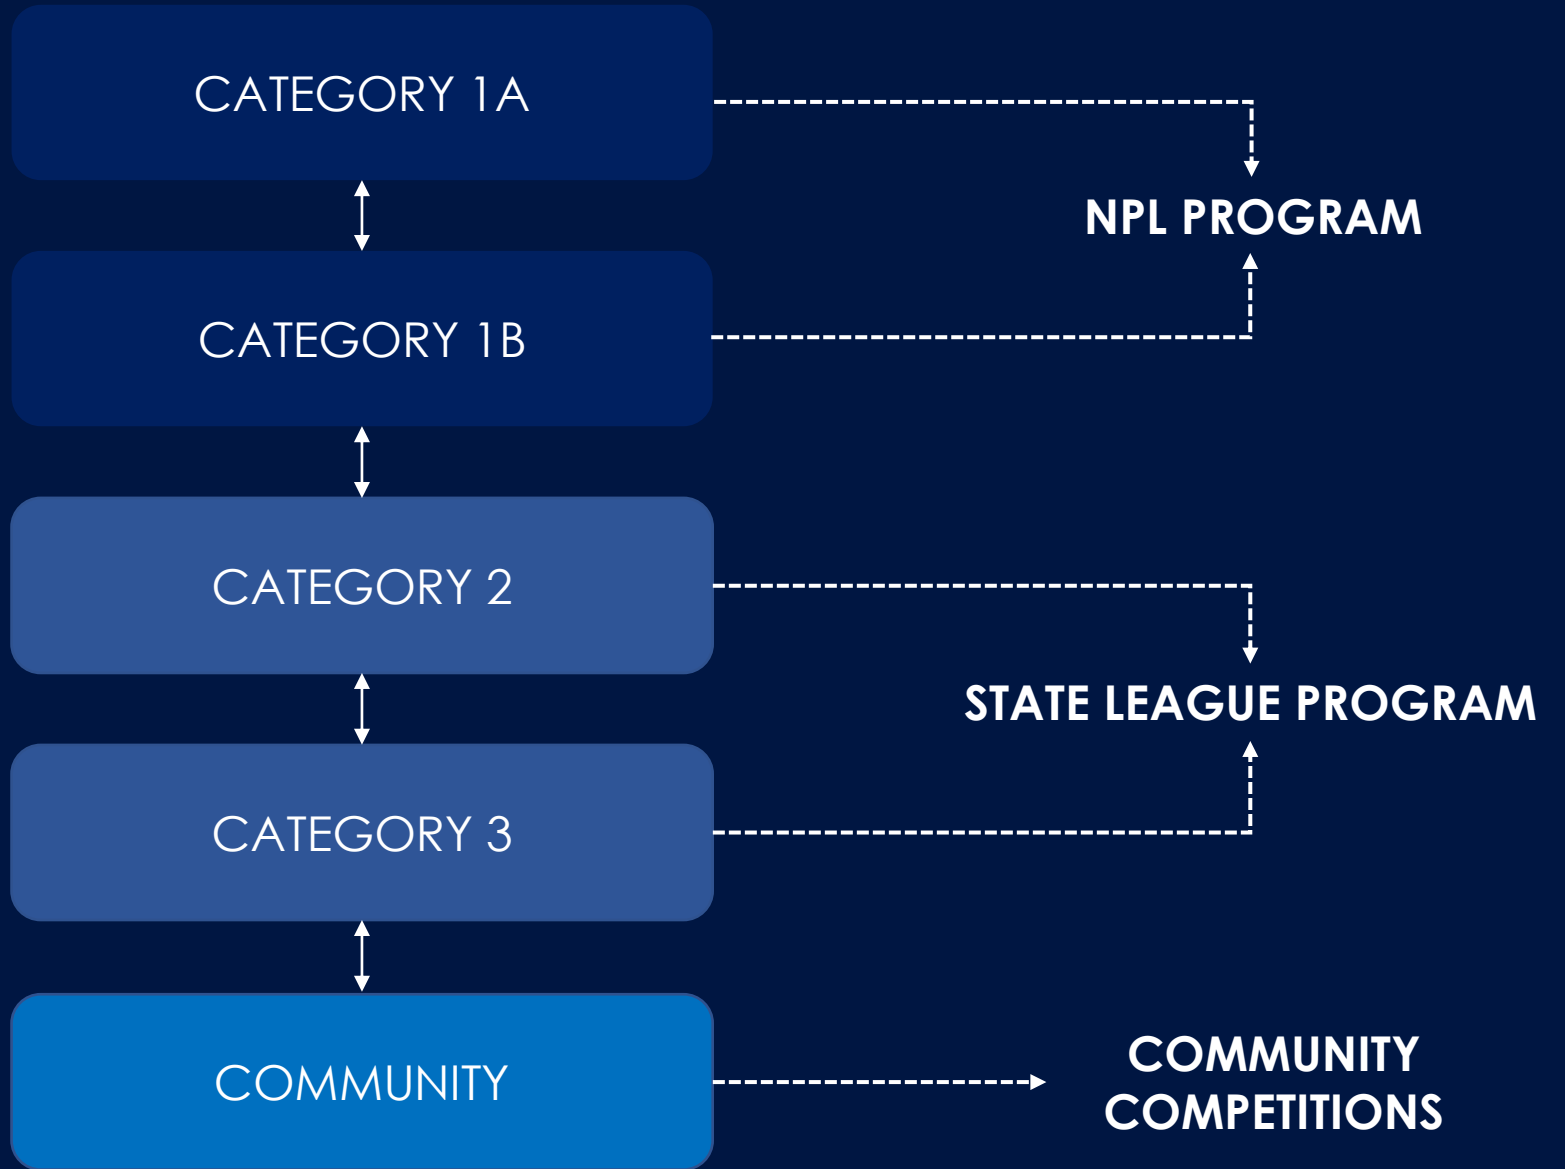 CATEGORY 1A
NPL PROGRAM
CATEGORY 1B
CATEGORY 2
STATE LEAGUE PROGRAM
CATEGORY 3
COMMUNITY
COMMUNITY
COMPETITIONS